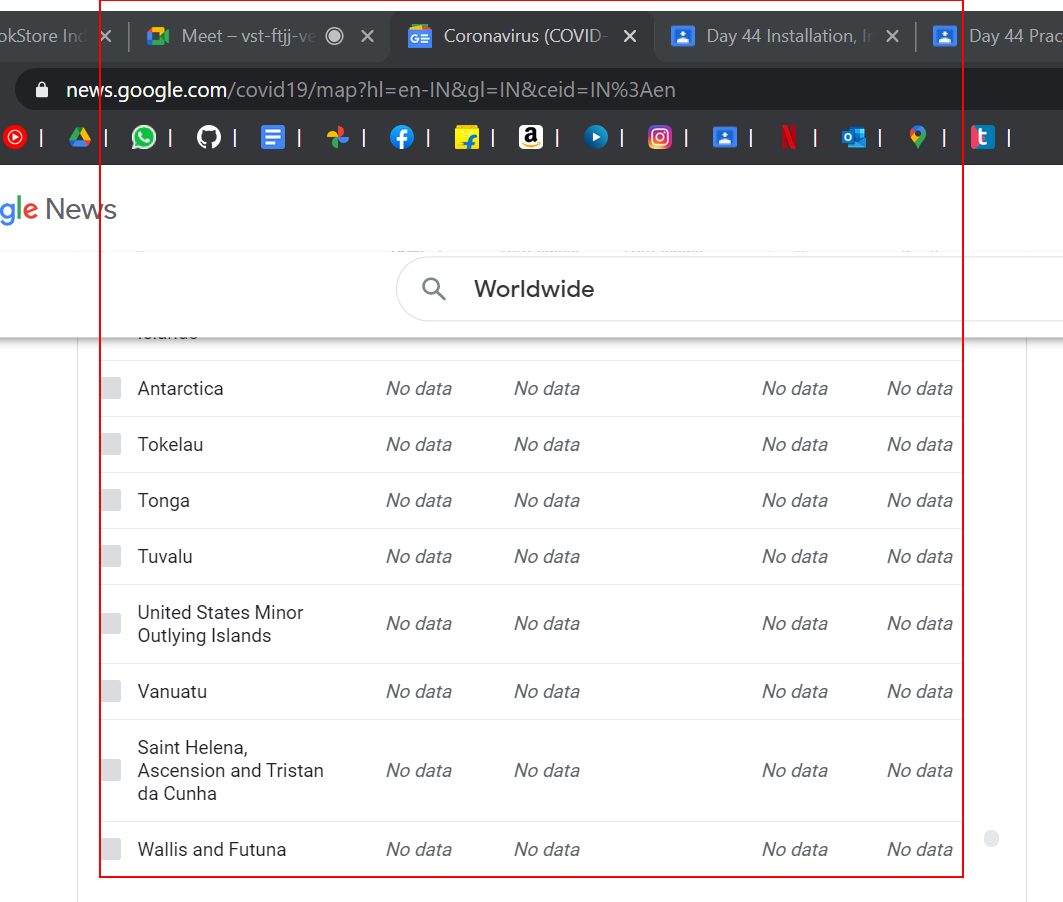 okStore Ind
Meet – vst-ftjj-ve
Coronavirus (COVID-
Day 44 Installation, In
Day 44 Prac
news.google.com/covid19/map?hl=en-IN&gl=IN&ceid=IN%3Aen
| | | | | | | | | | | | | | | |
gle News
Worldwide
Antarctica No data No data No data No data
Tokelau No data No data No data No data
Tonga No data No data No data No data
Tuvalu No data No data No data No data
United States Minor
Outlying Islands No data No data No data No data
Vanuatu No data No data No data No data
Saint Helena,
Ascension and Tristan No data No data No data No data
da Cunha
Wallis and Futuna No data No data No data No data